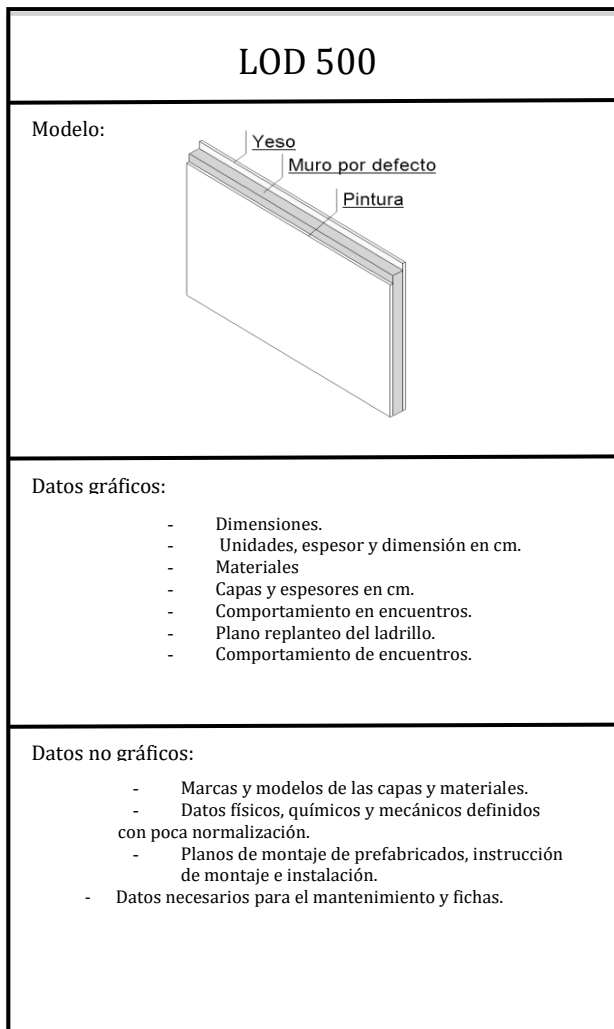 LOD 500
Modelo:
Yeso
Muro por defecto
Pintura
Datos gráficos:
- Dimensiones.
- Unidades, espesor y dimensión en cm.
- Materiales
- Capas y espesores en cm.
- Comportamiento en encuentros.
- Plano replanteo del ladrillo.
- Comportamiento de encuentros.
Datos no gráficos:
- Marcas y modelos de las capas y materiales.
- Datos físicos, químicos y mecánicos definidos
con poca normalización.
- Planos de montaje de prefabricados, instrucción
de montaje e instalación.
- Datos necesarios para el mantenimiento y fichas.